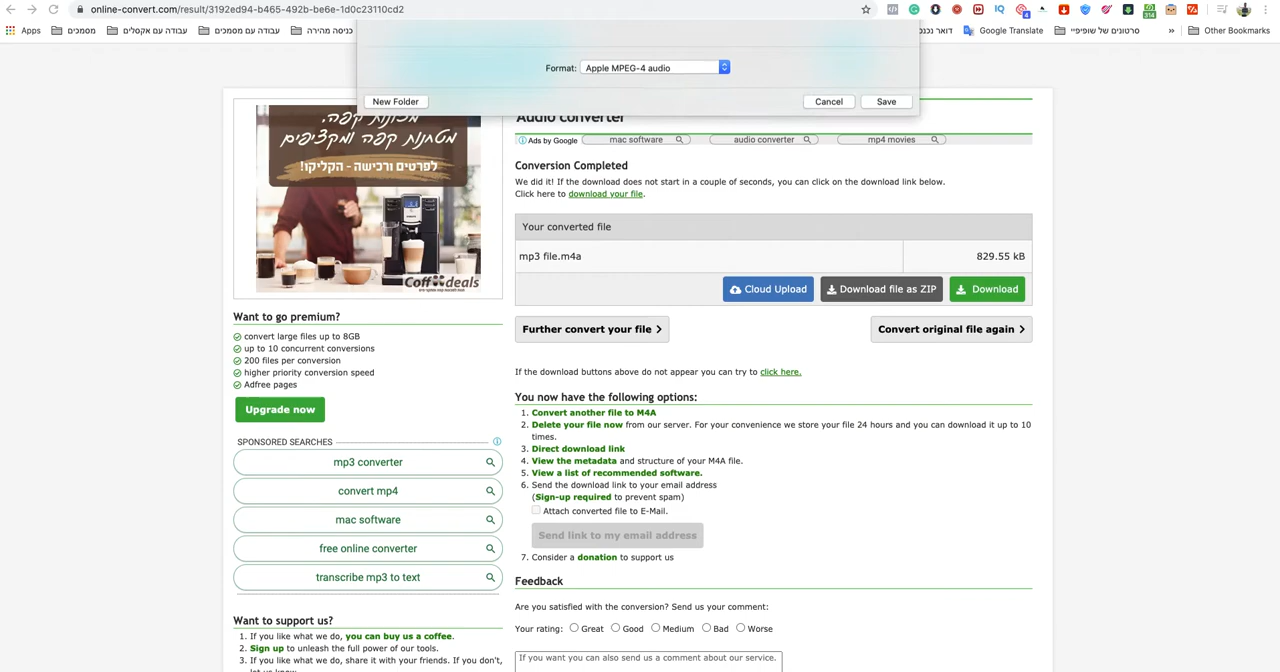 online-convert.com/result/3192ed94-b465-492b-be6e-1d0c23110cd2
4
314
Apps
מסמכים
עבודה עם אקסלים
עבודה עם מסמכים
כניסה מהירה
Google Translate
סרטונים של שופיפיי
»
Other Bookmarks
Format: Apple MPEG-4 audio
New Folder
Cancel
Save
Audio converter
Ads by Google
mac software
audio converter
mp4 movies
מכונות קפה,
מטחנות קפה ומקציפים
לפרטים ורכישה - הקליקו!
Coffeedeals
Conversion Completed
We did it! If the download does not start in a couple of seconds, you can click on the download link below.
Click here to download your file.
Your converted file
mp3 file.m4a 829.55 kB
Cloud Upload
Download file as ZIP
Download
Further convert your file
Convert original file again
If the download buttons above do not appear you can try to click here.
You now have the following options:
1. Convert another file to M4A
2. Delete your file now from our server. For your convenience we store your file 24 hours and you can download it up to 10
times.
3. Direct download link
4. View the metadata and structure of your M4A file.
5. View a list of recommended software.
6. Send the download link to your email address
(Sign-up required to prevent spam)
Attach converted file to E-Mail.
Send link to my email address
7. Consider a donation to support us
Feedback
Are you satisfied with the conversion? Send us your comment:
Your rating: Great Good Medium Bad Worse
If you want you can also send us a comment about our service.
Want to go premium?
convert large files up to 8GB
up to 10 concurrent conversions
200 files per conversion
higher priority conversion speed
Adfree pages
Upgrade now
SPONSORED SEARCHES
mp3 converter
convert mp4
mac software
free online converter
transcribe mp3 to text
Want to support us?
1. If you like what we do, you can buy us a coffee.
2. Sign up to unleash the full power of our tools.
3. If you like what we do, share it with your friends. If you don't,
let us know.